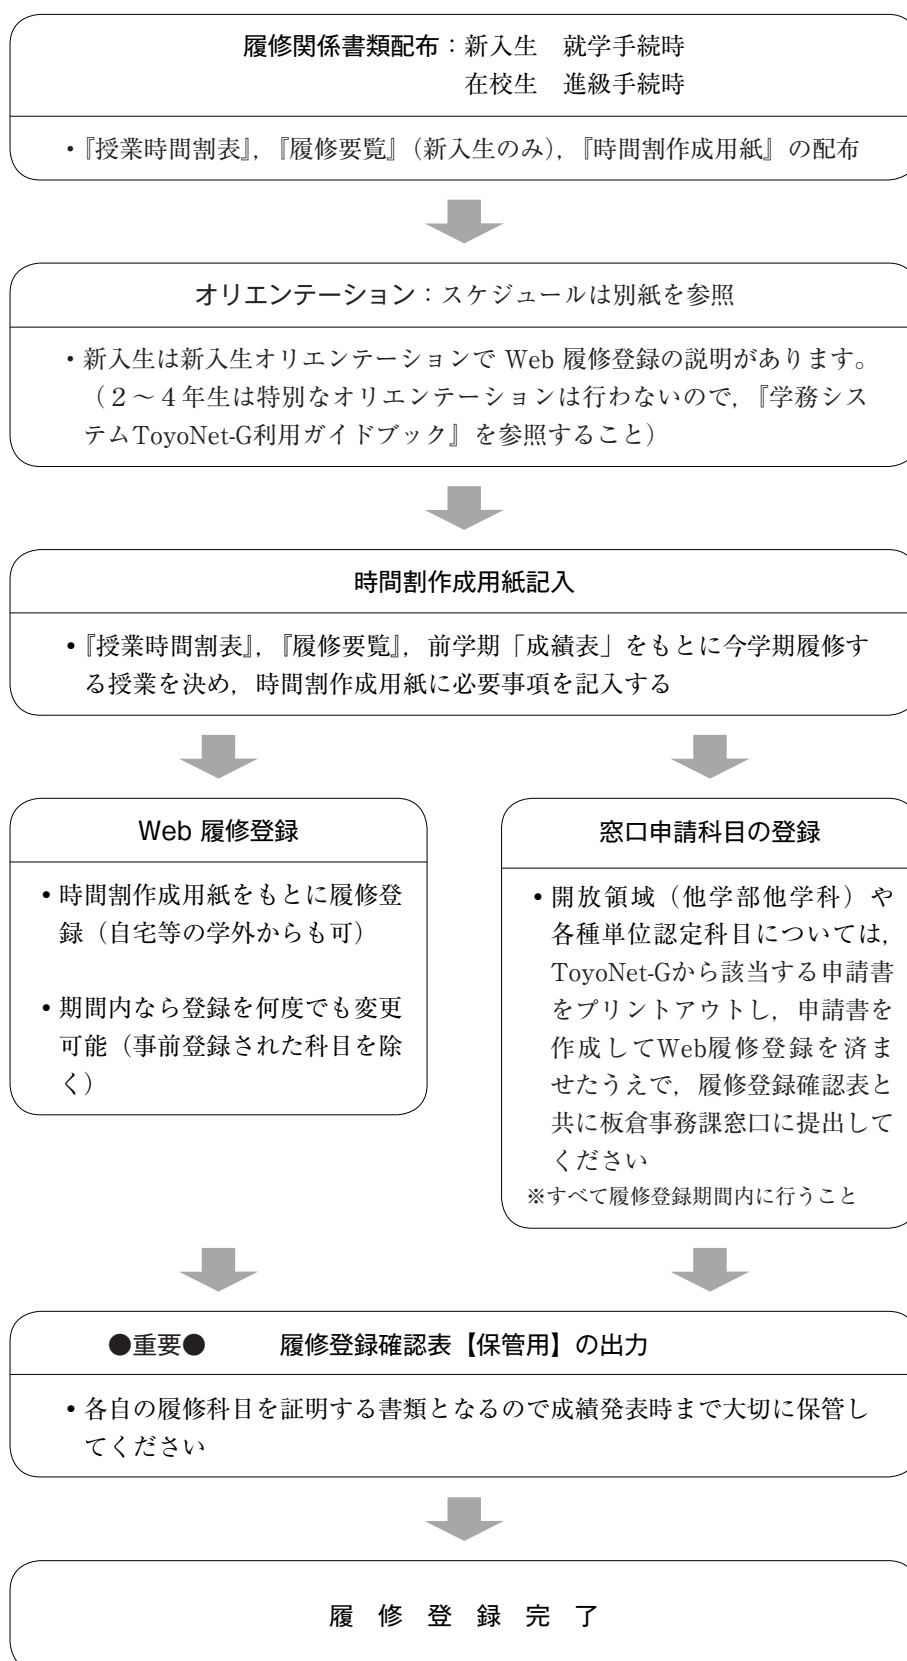 履修関係書類配布：新入生　就学手続時
在校生　進級手続時
・『授業時間割表』，『履修要覧』（新入生のみ），『時間割作成用紙』の配布
オリエンテーション：スケジュールは別紙を参照
・新入生は新入生オリエンテーションで Web 履修登録の説明があります。
（２～４年生は特別なオリエンテーションは行わないので，『学務シス
テムToyoNet-G利用ガイドブック』を参照すること）
時間割作成用紙記入
・『授業時間割表』，『履修要覧』，前学期「成績表」をもとに今学期履修す
る授業を決め，時間割作成用紙に必要事項を記入する
Web 履修登録
・時間割作成用紙をもとに履修登
録（自宅等の学外からも可）
・期間内なら登録を何度でも変更
可能（事前登録された科目を除
く）
窓口申請科目の登録
・開放領域（他学部他学科）や
各種単位認定科目については，
ToyoNet-Gから該当する申請書
をプリントアウトし，申請書を
作成してWeb履修登録を済ま
せたうえで，履修登録確認表と
共に板倉事務課窓口に提出して
ください
※すべて履修登録期間内に行うこと
●重要●　　履修登録確認表【保管用】の出力
・各自の履修科目を証明する書類となるので成績発表時まで大切に保管し
てください
履　修　登　録　完　了